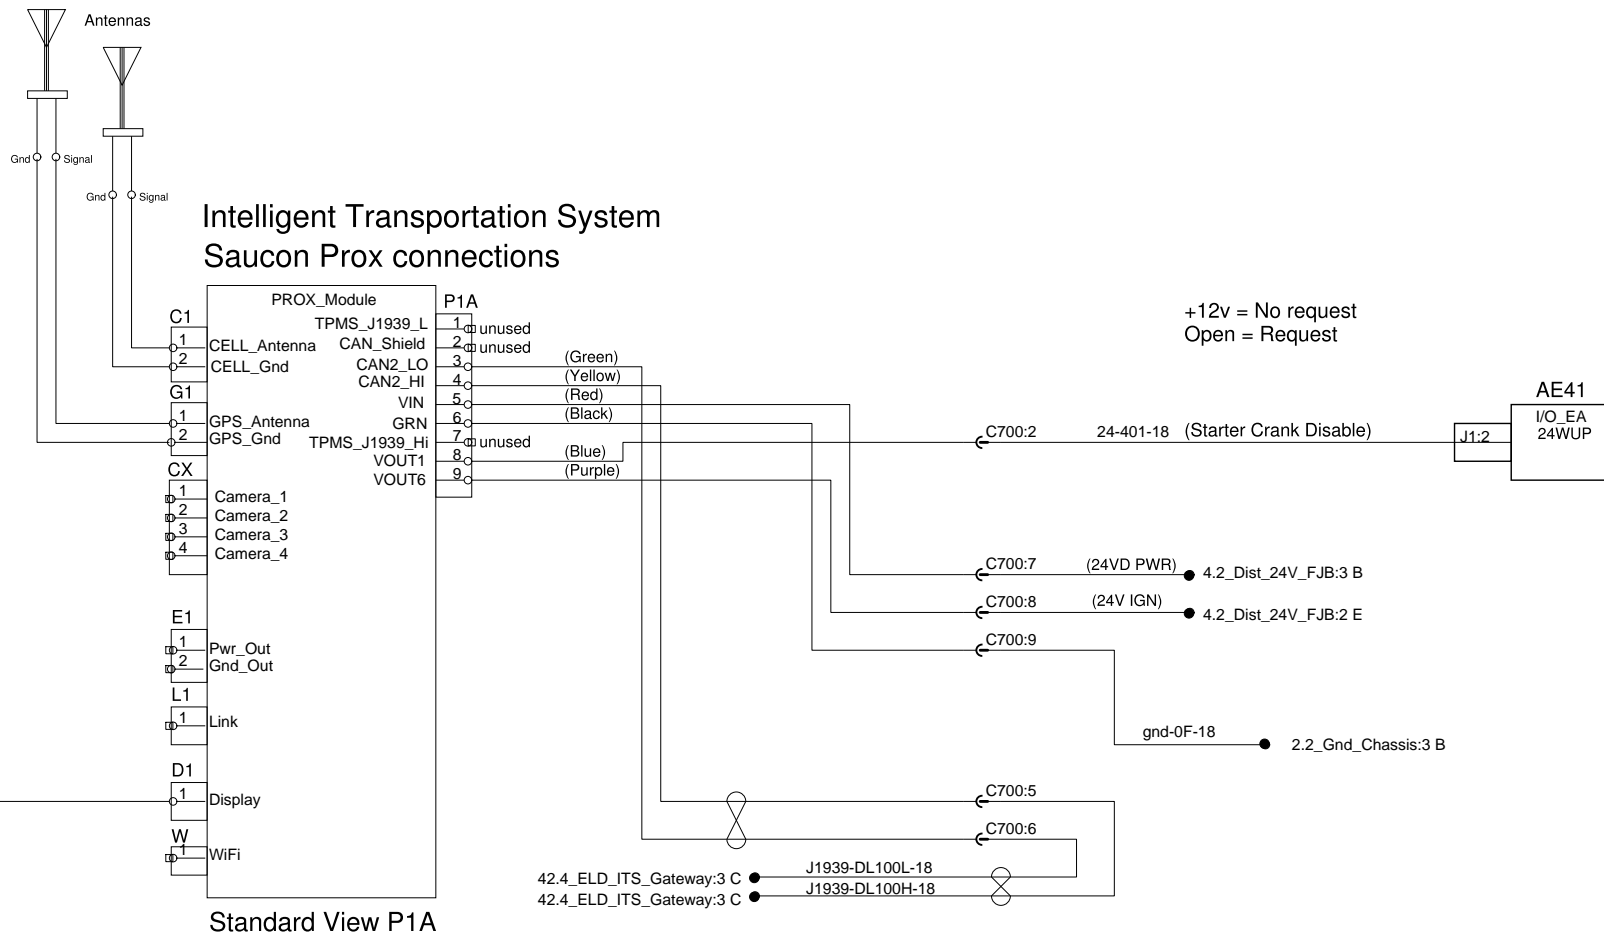 Antennas
Gnd
Signal
Gnd
Signal
Intelligent Transportation System
Saucon Prox connections
PROX_Module
P1A
C1
1
CELL_Antenna
2
CELL_Gnd
G1
1
GPS_Antenna
2
GPS_Gnd
CX
1
Camera_1
2
Camera_2
3
Camera_3
4
Camera_4
E1
1
Pwr_Out
2
Gnd_Out
L1
1
Link
D1
1
Display
W
1
WiFi
TPMS_J1939_L
1
unused
CAN_Shield
2
unused
CAN2_LO
3
(Green)
CAN2_HI
4
(Yellow)
VIN
5
(Red)
GRN
6
(Black)
TPMS_J1939_Hi
7
unused
VOUT1
8
(Blue)
VOUT6
9
(Purple)
+12v = No request
Open = Request
AE41
I/O_EA
24WUP
J1:2
C700:2
24-401-18
(Starter Crank Disable)
C700:7
(24VD PWR)
4.2_Dist_24V_FJB:3 B
C700:8
(24V IGN)
4.2_Dist_24V_FJB:2 E
C700:9
gnd-0F-18
2.2_Gnd_Chassis:3 B
C700:5
C700:6
J1939-DL100L-18
42.4_ELD_ITS_Gateway:3 C
J1939-DL100H-18
42.4_ELD_ITS_Gateway:3 C
Standard View P1A